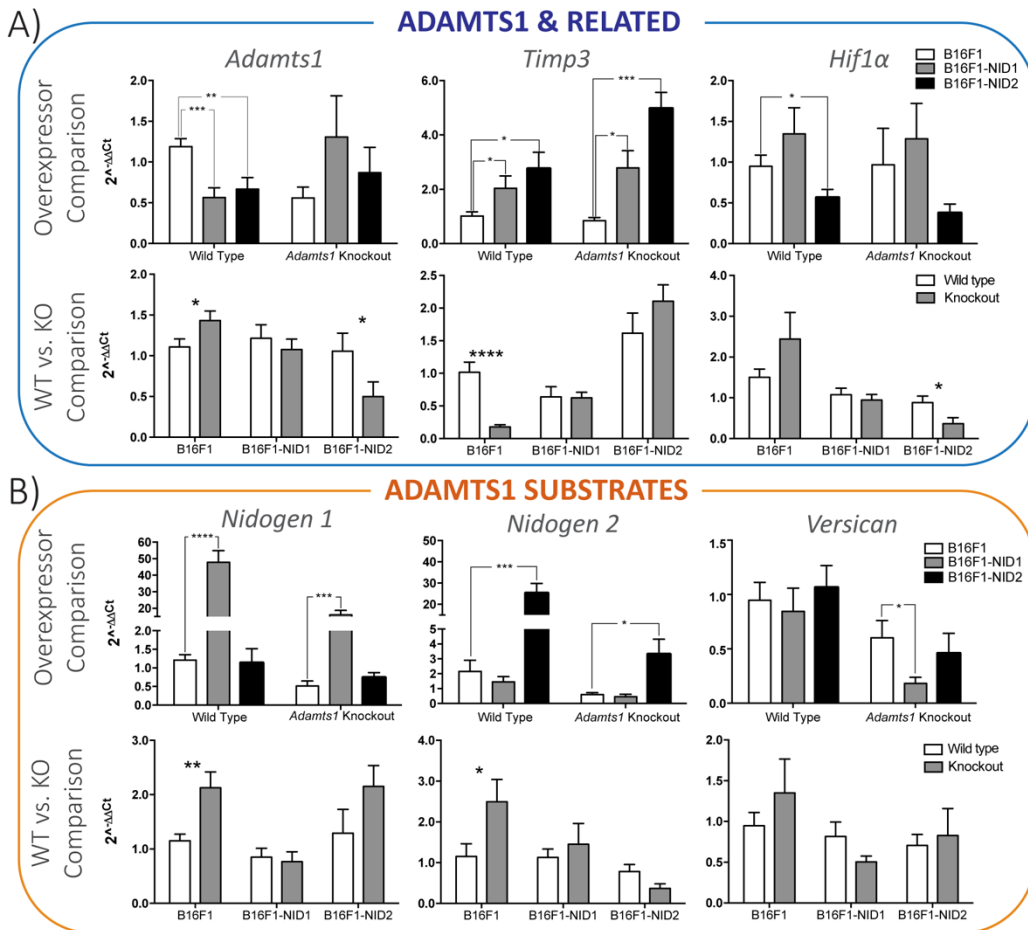 A)
ADAMTS1 & RELATED
Overexpressor
Comparison
Adamts1
Timp3
Hif1α
B16F1
B16F1-NID1
B16F1-NID2
2^-ΔΔCt
2.0
1.5
1.0
0.5
0.0
***
**
Wild Type
Adamts1 Knockout
6.0
4.0
2.0
0.0
*
*
*
***
Wild Type
Adamts1 Knockout
2.0
1.5
1.0
0.5
0.0
*
Wild Type
Adamts1 Knockout
WT vs. KO
Comparison
2^-ΔΔCt
2.0
1.5
1.0
0.5
0.0
*
*
B16F1
B16F1-NID1
B16F1-NID2
2.5
2.0
1.5
1.0
0.5
0.0
****
B16F1
B16F1-NID1
B16F1-NID2
Wild type
Knockout
4.0
3.0
2.0
1.0
0.0
*
B16F1
B16F1-NID1
B16F1-NID2
B)
ADAMTS1 SUBSTRATES
Overexpressor
Comparison
Nidogen 1
Nidogen 2
Versican
B16F1
B16F1-NID1
B16F1-NID2
2^-ΔΔCt
60
50
40
30
20
10
1.5
1.0
0.5
0.0
****
***
Wild Type
Adamts1 Knockout
40
30
20
10
4
3
2
1
0
***
*
Wild Type
Adamts1 Knockout
1.5
1.0
0.5
0.0
*
Wild Type
Adamts1 Knockout
WT vs. KO
Comparison
2^-ΔΔCt
3.0
2.0
1.0
0.0
**
B16F1
B16F1-NID1
B16F1-NID2
4.0
3.0
2.0
1.0
0.0
*
B16F1
B16F1-NID1
B16F1-NID2
Wild type
Knockout
2.0
1.5
1.0
0.5
0.0
B16F1
B16F1-NID1
B16F1-NID2